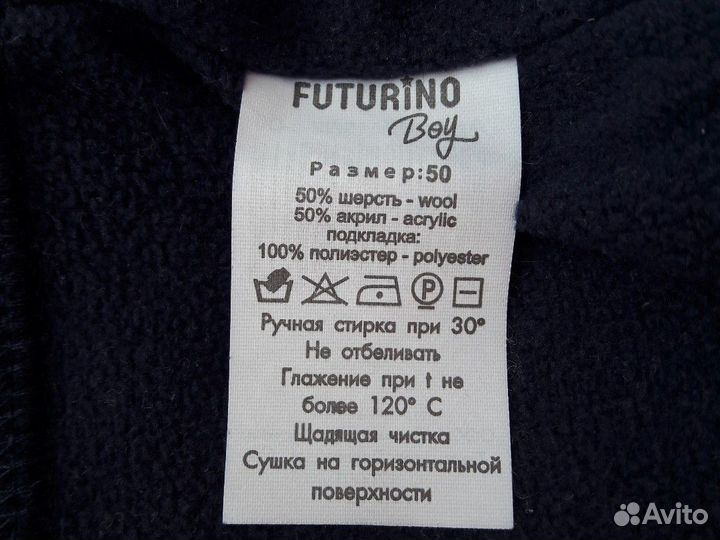 FUTURINO
Boy
Размер:50
50% шерсть - wool
50% акрил - acrylic
подкладка:
100% полиэстер - polyester
P
Ручная стирка при 30°
Не отбеливать
Глажение при t не
более 120° С
Щадящая чистка
Сушка на горизонтальной
поверхности
Avito